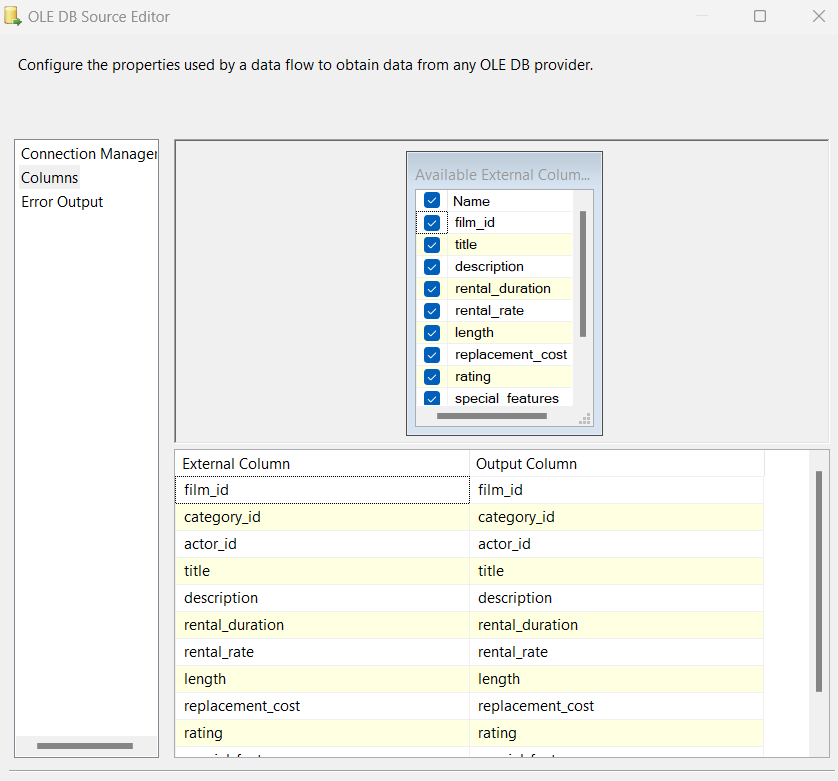 OLE DB Source Editor
Configure the properties used by a data flow to obtain data from any OLE DB provider.
Connection Manager
Columns
Error Output
Available External Colum...
Name
film_id
title
description
rental_duration
rental_rate
length
replacement_cost
rating
special_features
External Column Output Column
film_id film_id
category_id category_id
actor_id actor_id
title title
description description
rental_duration rental_duration
rental_rate rental_rate
length length
replacement_cost replacement_cost
rating rating